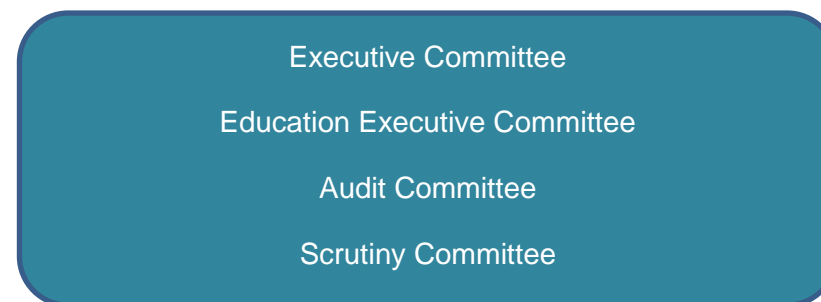 Executive Committee
Education Executive Committee
Audit Committee
Scrutiny Committee